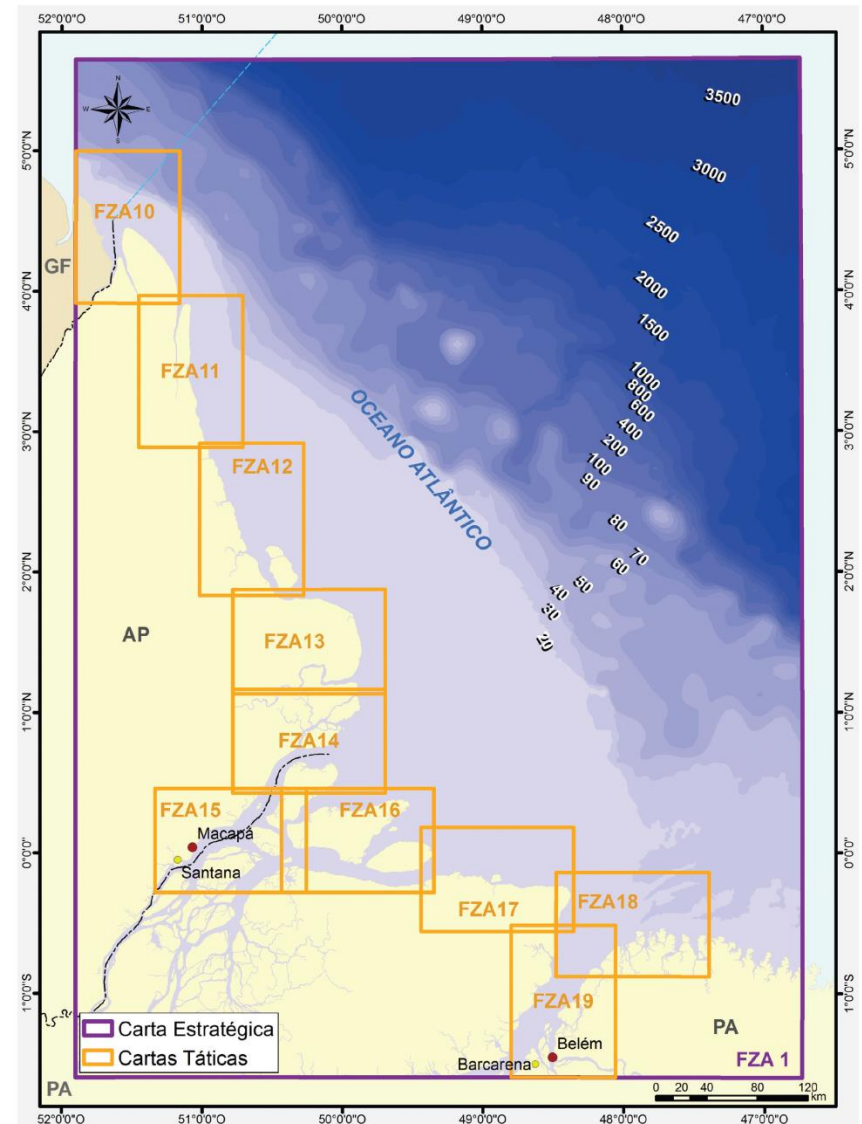 52°0'0"O 51°0'0"O 50°0'0"O 49°0'0"O 48°0'0"O 47°0'0"O
N
W E
S
3500
3000
2500
2000
1500
1000
800
600
400
200
100
90
80
70
60
50
40
30
20
5°0'0"N 5°0'0"N
4°0'0"N 4°0'0"N
3°0'0"N 3°0'0"N
2°0'0"N 2°0'0"N
1°0'0"N 1°0'0"N
0°0'0" 0°0'0"
1°0'0"S 1°0'0"S
FZA10
GF
FZA11
OCEANO ATLÂNTICO
FZA12
AP
FZA13
FZA14
FZA15
FZA16
Macapá
Santana
FZA17
FZA18
FZA19
Belém
Barcarena
PA
FZA 1
Carta Estratégica
Cartas Táticas
PA
0 20 40 80 120
km
52°0'0"O 51°0'0"O 50°0'0"O 49°0'0"O 48°0'0"O 47°0'0"O